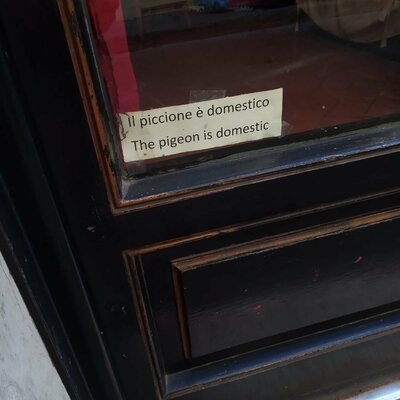 Il piccione è domestico
The pigeon is domestic